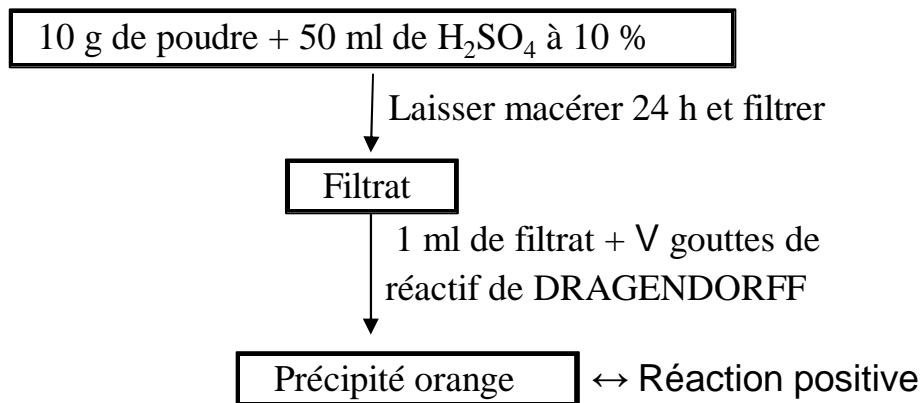 10 g de poudre + 50 ml de H₂SO₄ à 10 %
Laisser macérer 24 h et filtrer
Filtrat
1 ml de filtrat + V gouttes de
réactif de DRAGENDORFF
Précipité orange ↔ Réaction positive